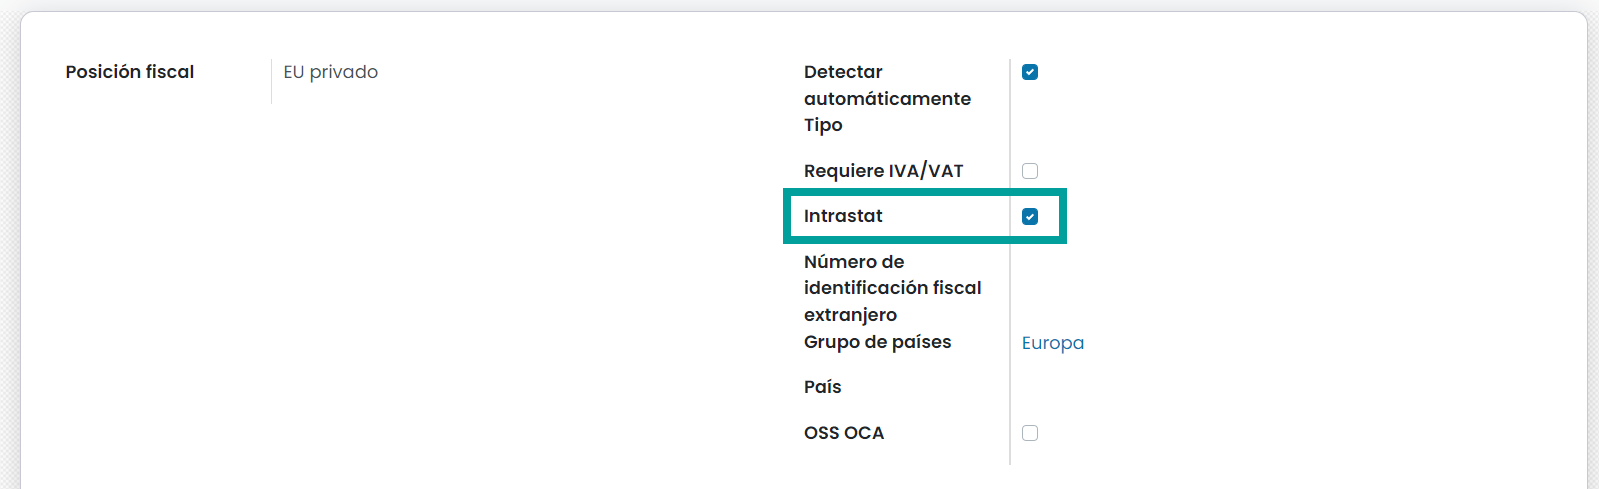 Posición fiscal
EU privado
Detectar
automáticamente
Tipo
Requiere IVA/VAT
Intrastat
Número de
identificación fiscal
extranjero
Grupo de países
Europa
País
OSS OCA